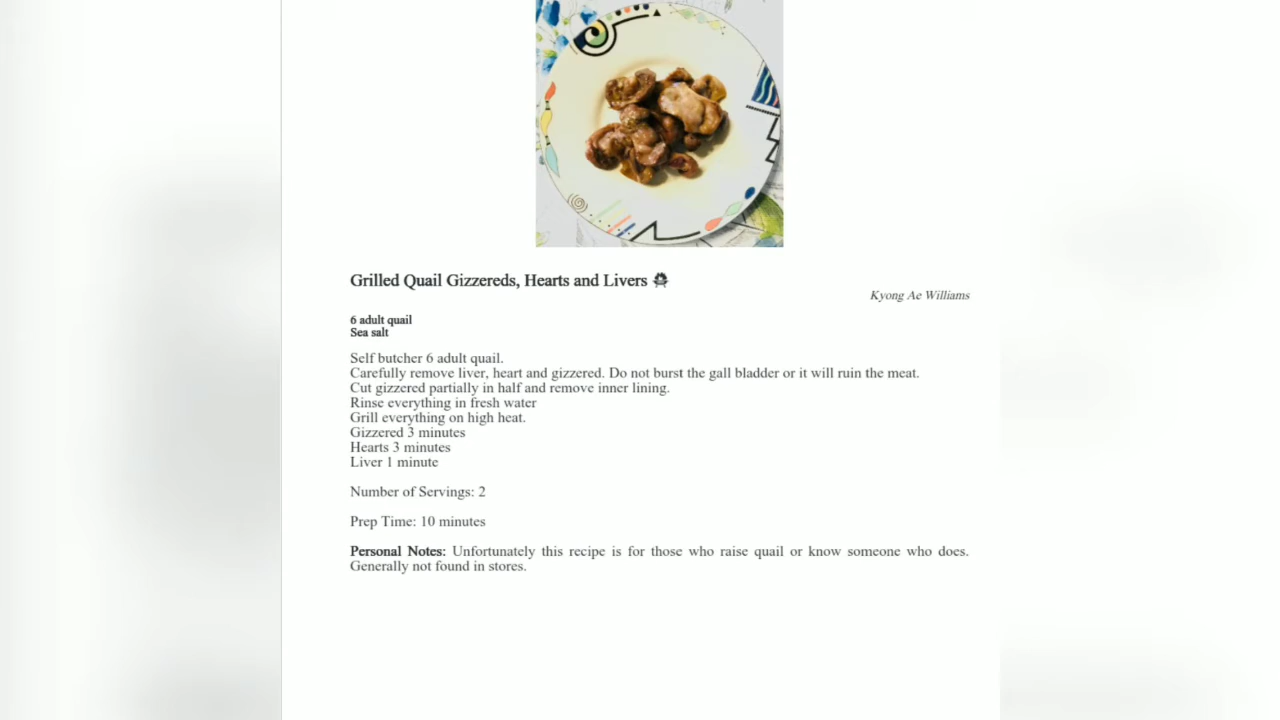 Grilled Quail Gizzereds, Hearts and Livers
Kyong Ae Williams
6 adult quail
Sea salt
Self butcher 6 adult quail.
Carefully remove liver, heart and gizzered. Do not burst the gall bladder or it will ruin the meat.
Cut gizzered partially in half and remove inner lining.
Rinse everything in fresh water
Grill everything on high heat.
Gizzered 3 minutes
Hearts 3 minutes
Liver 1 minute
Number of Servings: 2
Prep Time: 10 minutes
Personal Notes: Unfortunately this recipe is for those who raise quail or know someone who does.
Generally not found in stores.